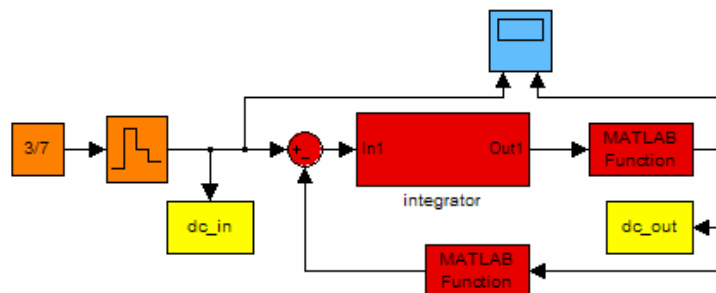 3/7
+
-
In1
Out1
MATLAB
Function
integrator
dc_in
dc_out
MATLAB
Function